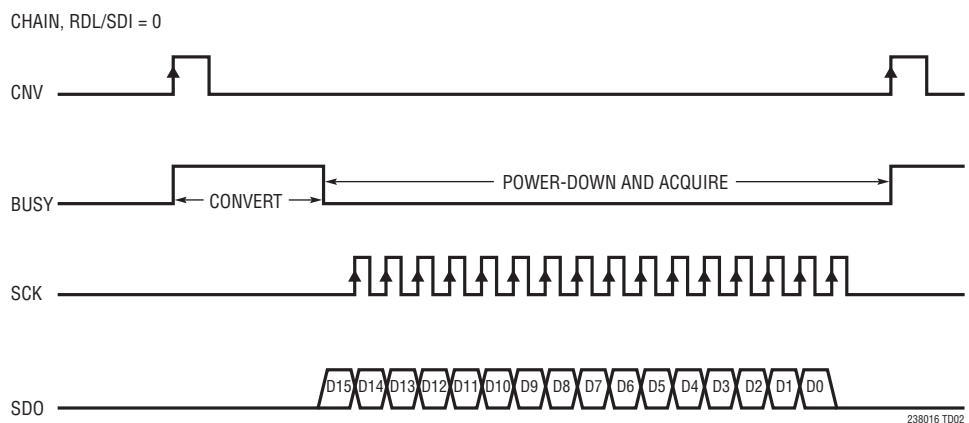 CHAIN, RDL/SDI = 0
CNV
BUSY
CONVERT
POWER-DOWN AND ACQUIRE
SCK
SDO
D15 D14 D13 D12 D11 D10 D9 D8 D7 D6 D5 D4 D3 D2 D1 D0
238016 TD02